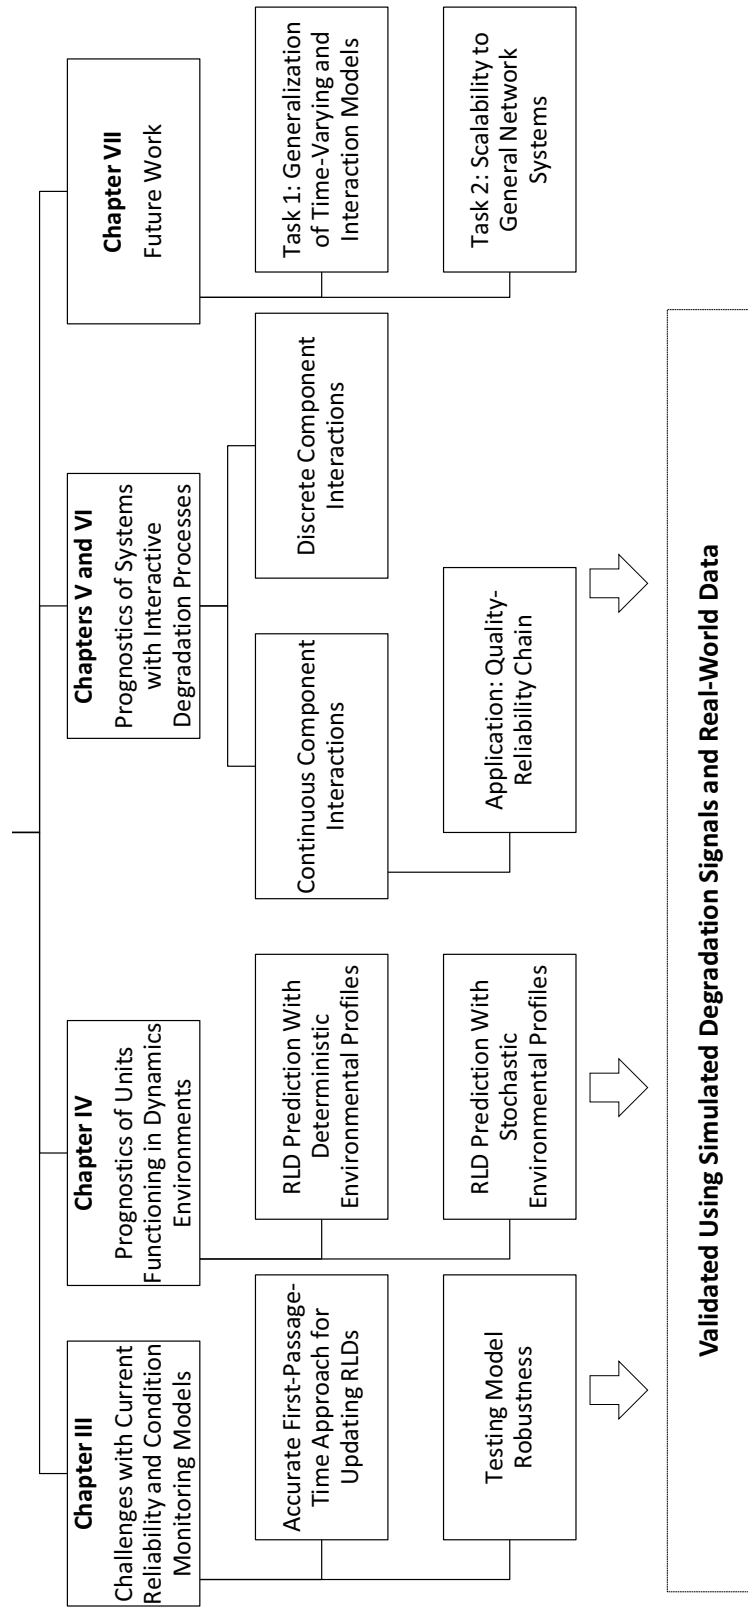 Chapter III
Challenges with Current
Reliability and Condition
Monitoring Models
Accurate First-Passage-
Time Approach for
Updating RLDs
Testing Model
Robustness
Chapter IV
Prognostics of Units
Functioning in Dynamics
Environments
RLD Prediction With
Deterministic
Environmental Profiles
RLD Prediction With
Stochastic
Environmental Profiles
Chapters V and VI
Prognostics of Systems
with Interactive
Degradation Processes
Continuous Component
Interactions
Discrete Component
Interactions
Application: Quality-
Reliability Chain
Chapter VII
Future Work
Task 1: Generalization
of Time-Varying and
Interaction Models
Task 2: Scalability to
General Network
Systems
Validated Using Simulated Degradation Signals and Real-World Data